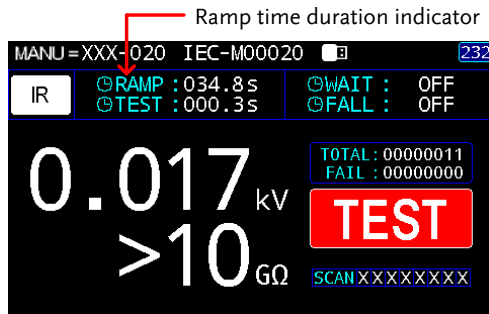 Ramp time duration indicator
MANU=XXX-020 IEC-M00020 232
IR
RAMP :034.8s WAIT : OFF
TEST :000.3s FALL : OFF
0.017 kV
>10 GΩ
TOTAL:00000011
FAIL :00000000
TEST
SCAN XXXXXXXX